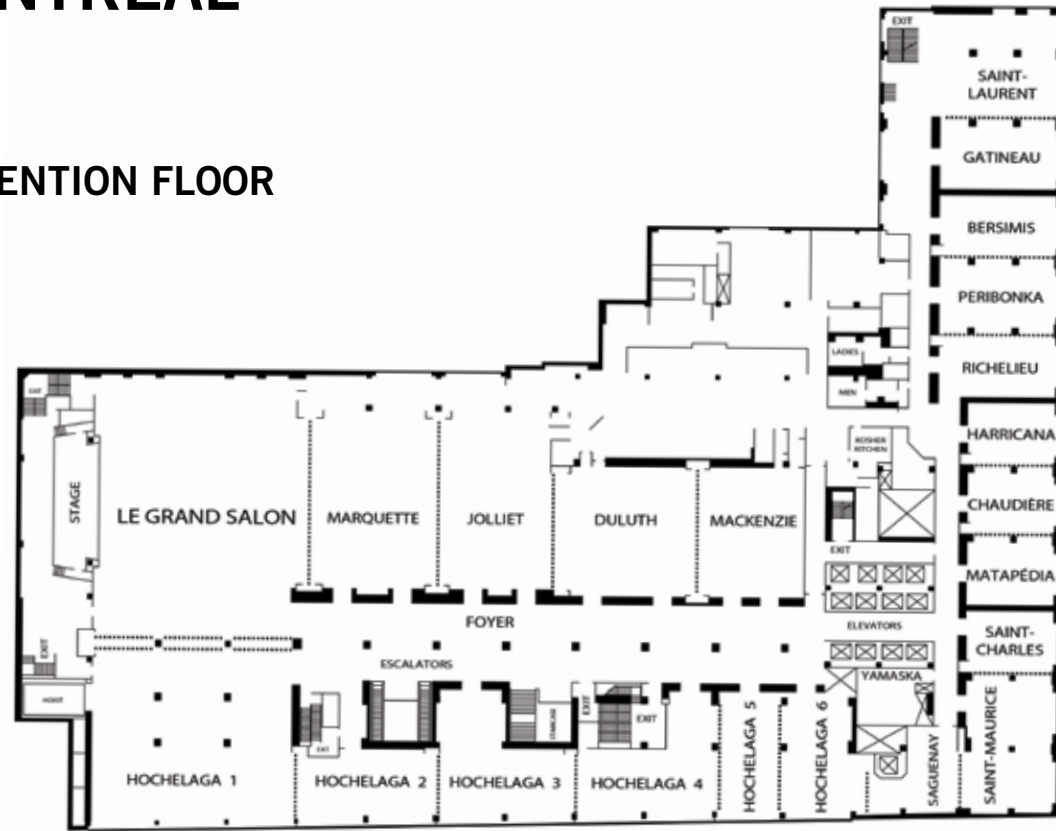 NTREAL
ENTION FLOOR
EXIT
SAINT-
LAURENT
GATINEAU
BERSIMIS
PERIBONKA
LADIES
RICHELIEU
MEN
EXIT
HARRICANA
KOSHER
KITCHEN
STAGE
CHAUDIÈRE
LE GRAND SALON
MARQUETTE
JOLLIET
DULUTH
MACKENZIE
EXIT
MATAPÉDIA
FOYER
ELEVATORS
SAINT-
CHARLES
EXIT
ESCALATORS
YAMASKA
HOIST
EXIT
EXIT
EXIT
STAIRCASE
HOCHELAGA 1
HOCHELAGA 2
HOCHELAGA 3
HOCHELAGA 4
HOCHELAGA 5
HOCHELAGA 6
SAGUENAY
SAINT-MAURICE